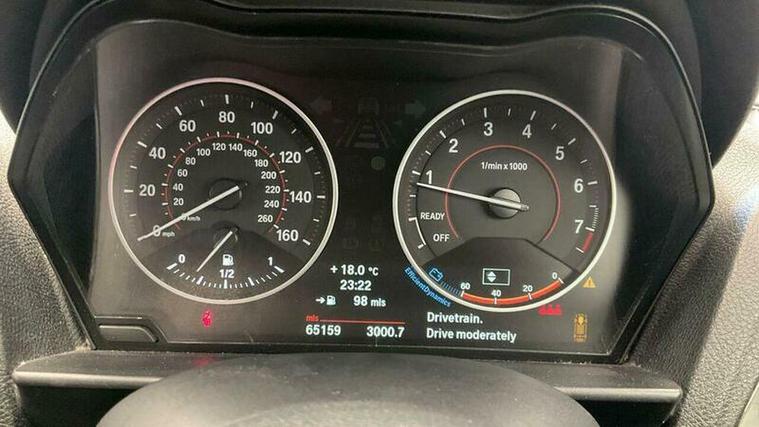 0 20 40 60 80 100 120 140 160
mph
20 40 60 80 100 120 140 160 180 200 220 240 260
km/h
0 1/2 1
OFF READY 1 2 3 4 5 6 7
1/min x 1000
60 40 20 0
EfficientDynamics
+18.0 °C
23:22
98 mls
mls
65159 3000.7
Drivetrain.
Drive moderately